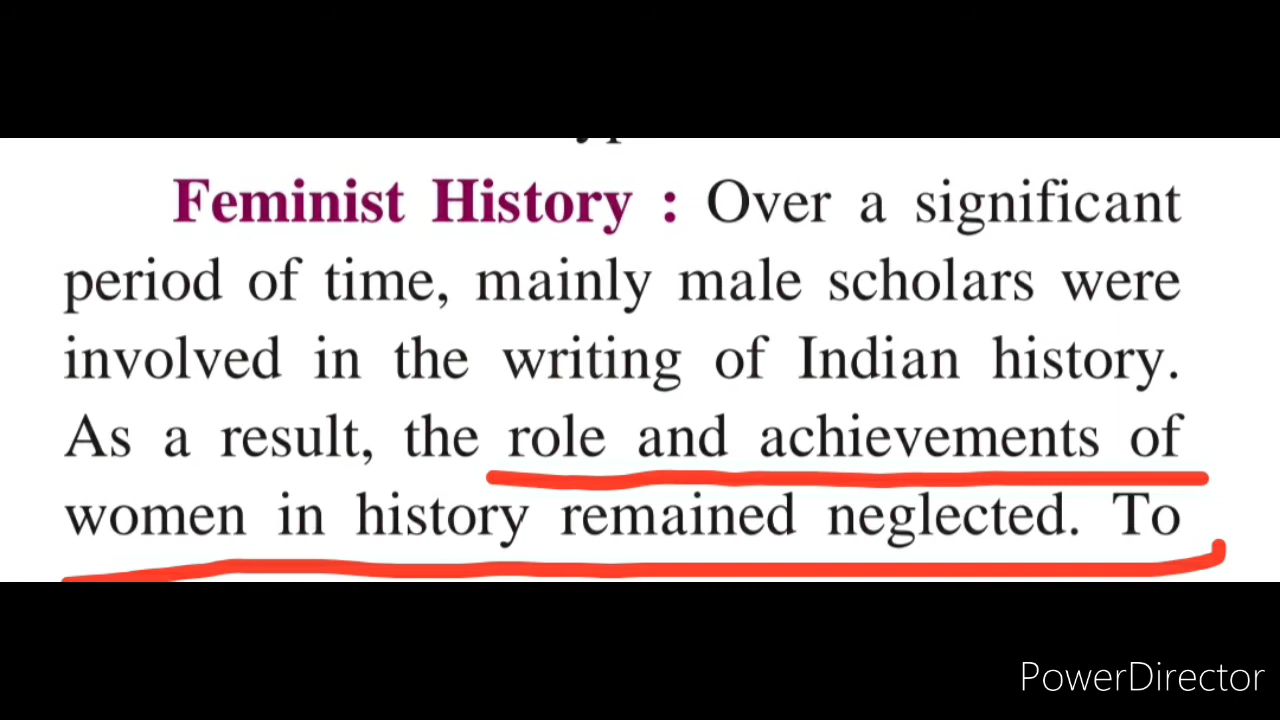 Feminist History : Over a significant
period of time, mainly male scholars were
involved in the writing of Indian history.
As a result, the role and achievements of
women in history remained neglected. To
PowerDirector